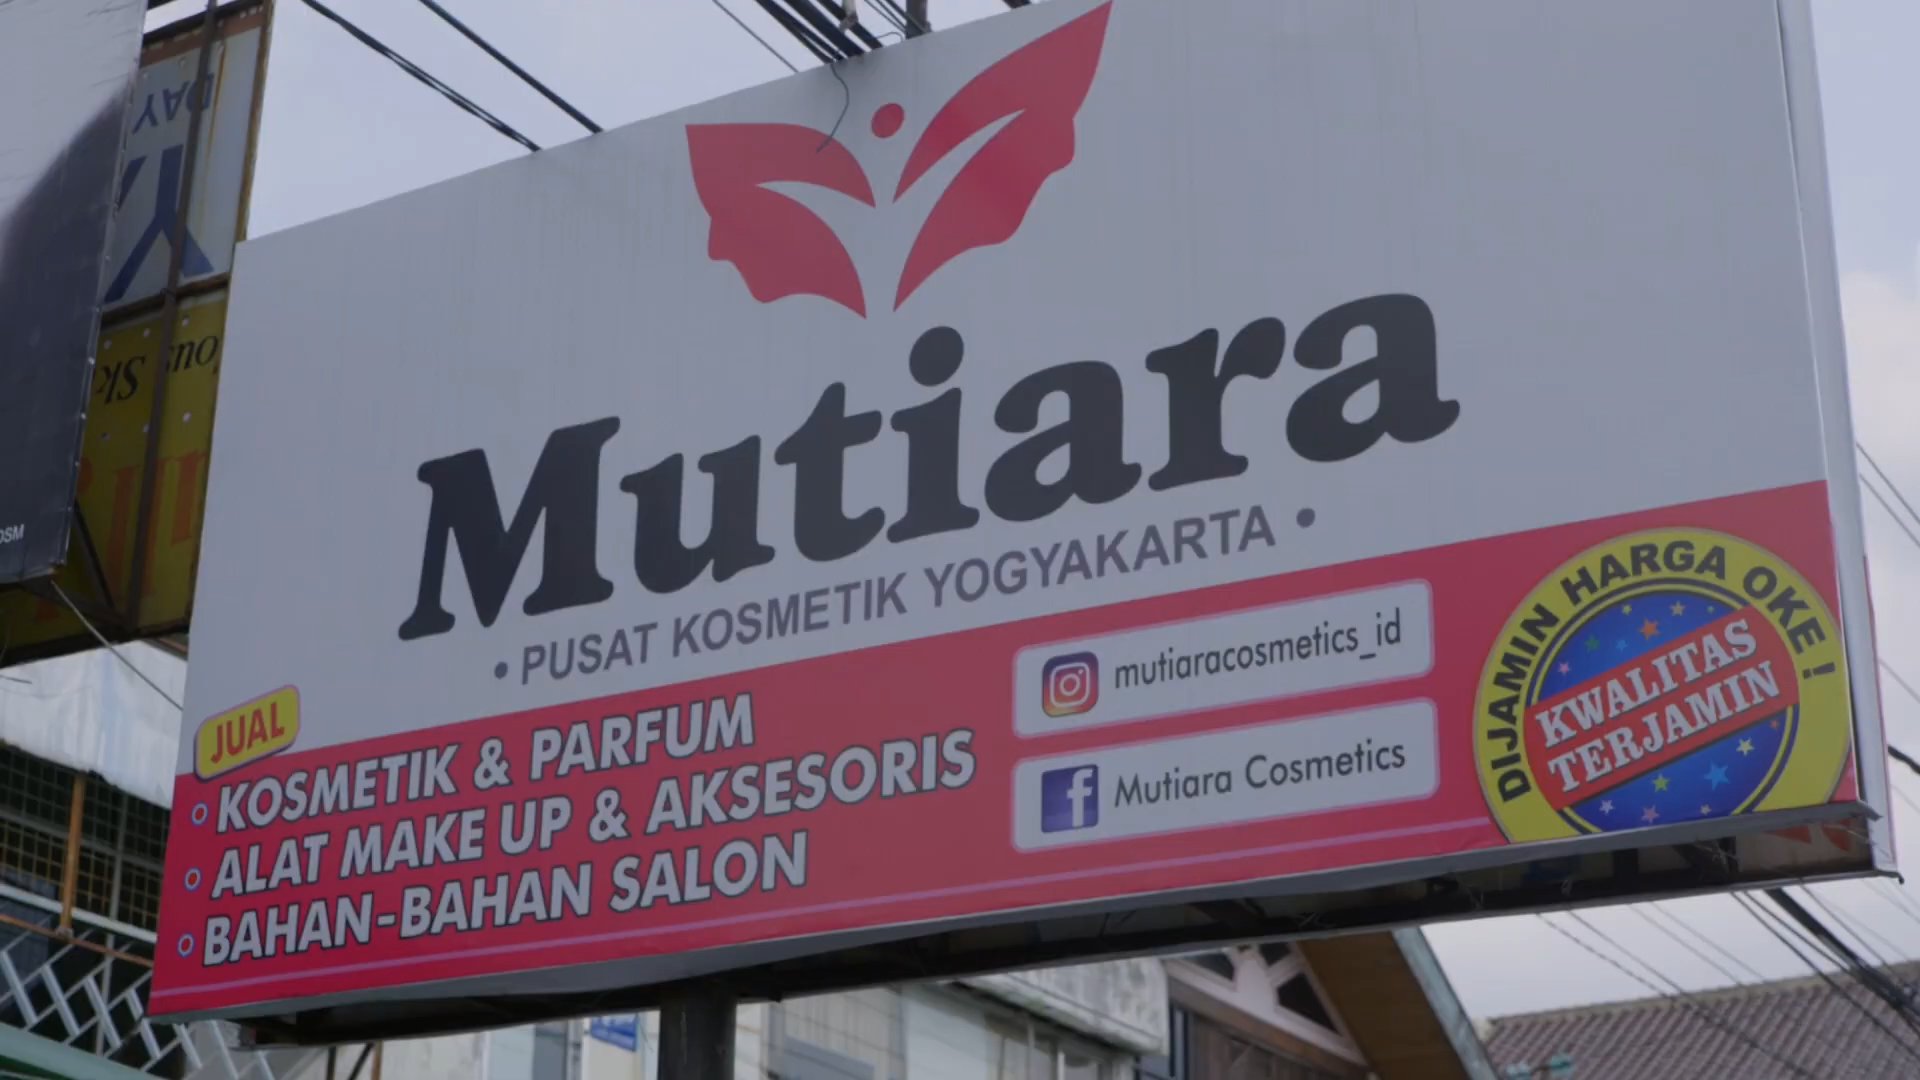 Mutiara
• PUSAT KOSMETIK YOGYAKARTA •
JUAL
KOSMETIK & PARFUM
ALAT MAKE UP & AKSESORIS
BAHAN-BAHAN SALON
mutiaracosmetics_id
Mutiara Cosmetics
DIJAMIN HARGA OKE !
KWALITAS
TERJAMIN
DAY